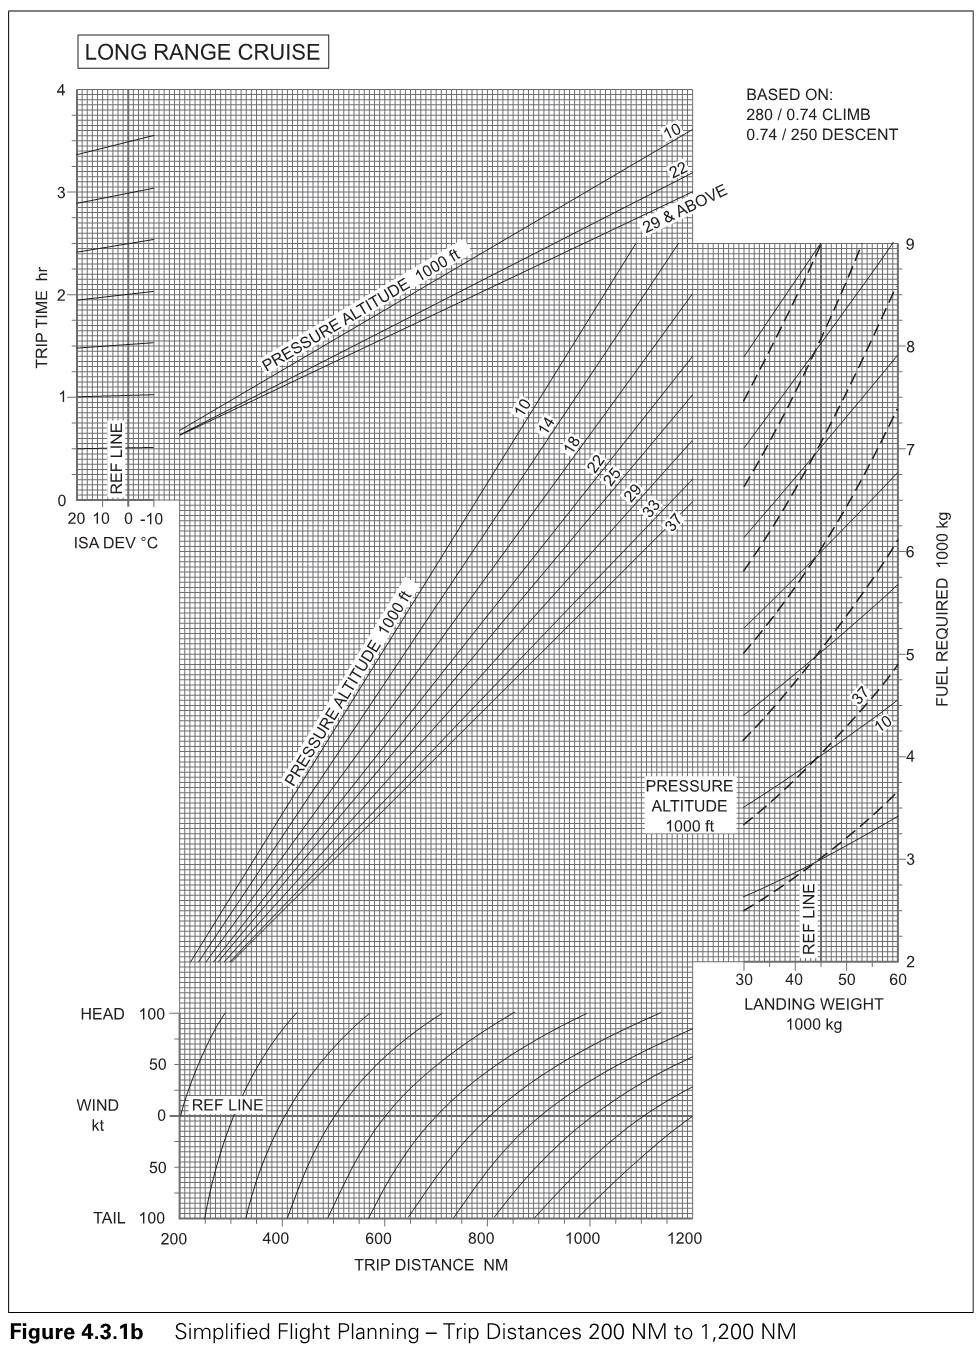 LONG RANGE CRUISE
BASED ON:
280 / 0.74 CLIMB
0.74 / 250 DESCENT
4
3
2
1
0
TRIP TIME hr
20 10 0 -10
ISA DEV °C
REF LINE
PRESSURE ALTITUDE 1000 ft
10
22
29 & ABOVE
PRESSURE ALTITUDE 1000 ft
10
14
18
22
25
29
33
37
9
8
7
6
5
4
3
2
FUEL REQUIRED 1000 kg
37
10
PRESSURE
ALTITUDE
1000 ft
REF LINE
30 40 50 60
LANDING WEIGHT
1000 kg
HEAD 100
50
WIND 0
kt
50
TAIL 100
REF LINE
200 400 600 800 1000 1200
TRIP DISTANCE NM
Figure 4.3.1b Simplified Flight Planning – Trip Distances 200 NM to 1,200 NM